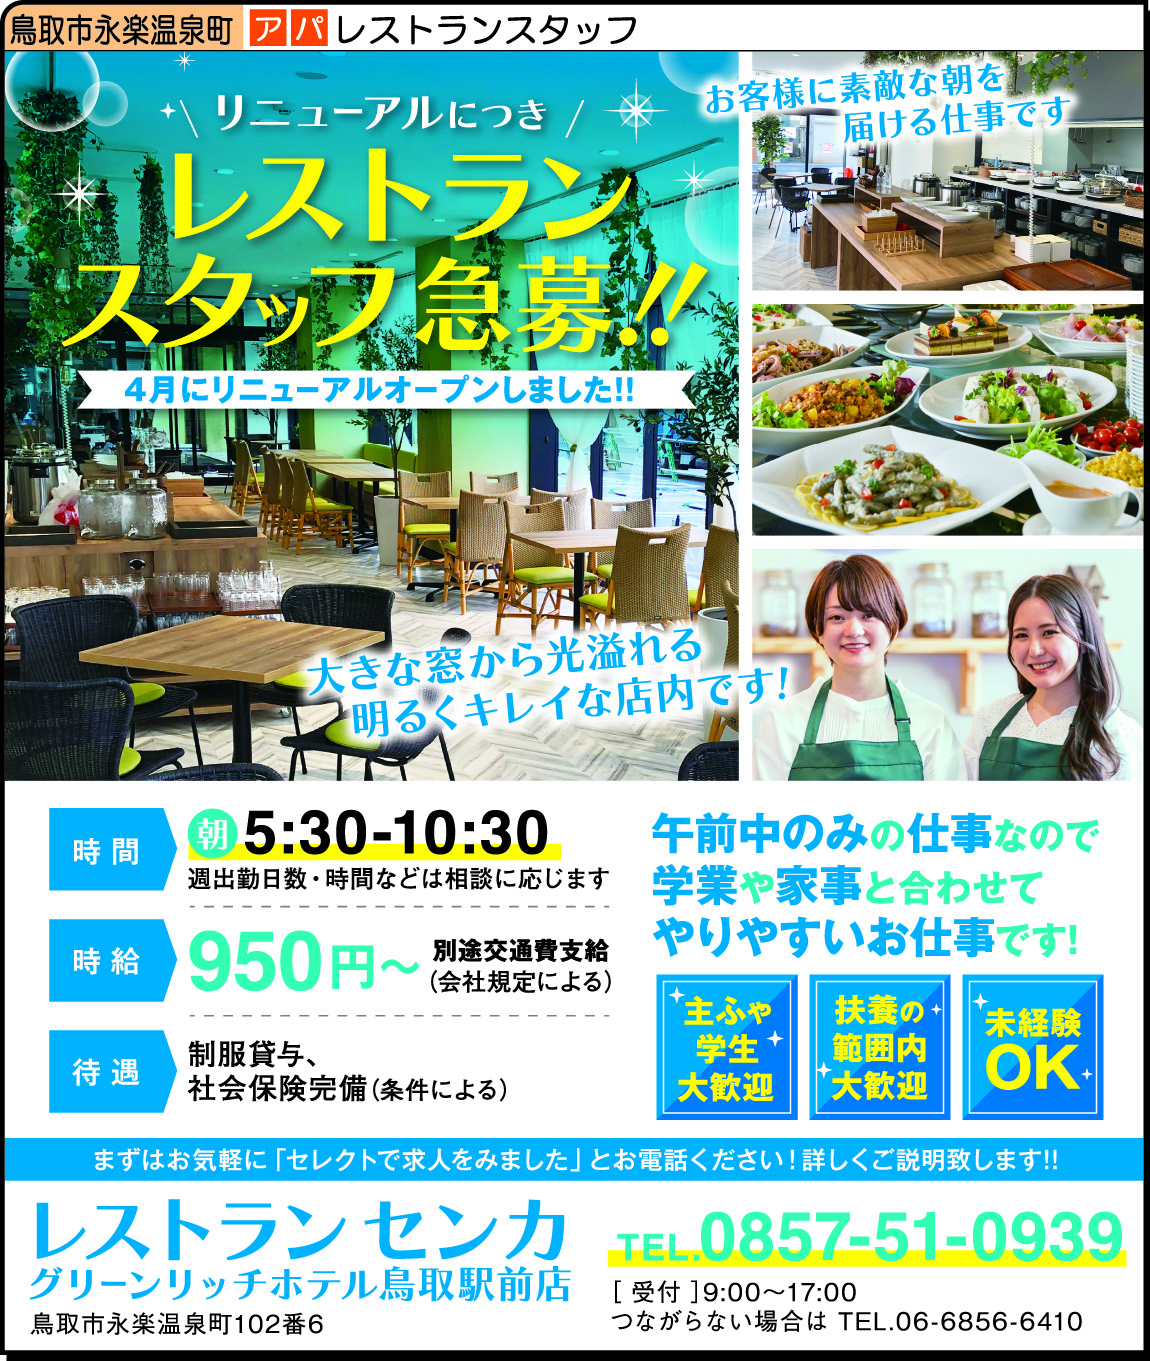 鳥取市永楽温泉町 アパ レストランスタッフ
リニューアルにつき
レストラン
スタッフ急募!!
4月にリニューアルオープンしました!!
お客様に素敵な朝を
届ける仕事です
大きな窓から光溢れる
明るくキレイな店内です!
時間
朝 5:30-10:30
週出勤日数・時間などは相談に応じます
時給
950円〜 別途交通費支給
(会社規定による)
待遇
制服貸与、
社会保険完備(条件による)
午前中のみの仕事なので
学業や家事と合わせて
やりやすいお仕事です!
主ふや
学生
大歓迎
扶養の
範囲内
大歓迎
未経験
OK
まずはお気軽に「セレクトで求人をみました」とお電話ください!詳しくご説明致します!!
レストラン センカ
グリーンリッチホテル鳥取駅前店
鳥取市永楽温泉町102番6
TEL.0857-51-0939
[受付]9:00〜17:00
つながらない場合は TEL.06-6856-6410